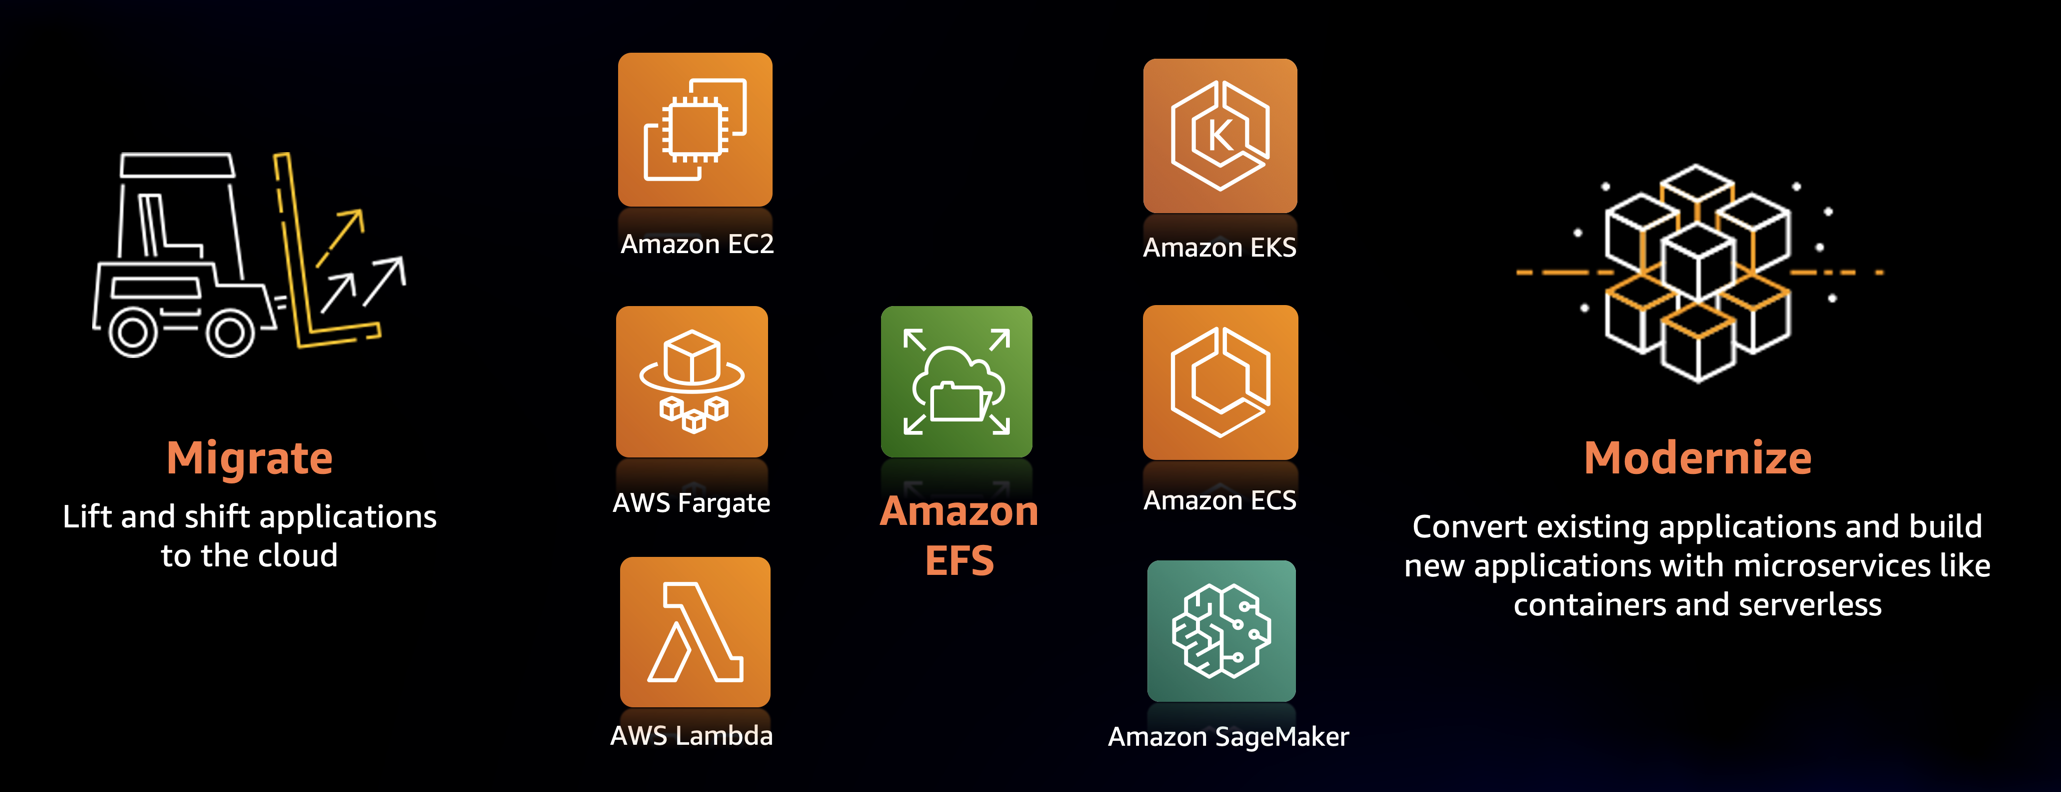 Migrate
Lift and shift applications
to the cloud
Amazon EC2
AWS Fargate
AWS Lambda
Amazon
EFS
K
Amazon EKS
Amazon ECS
Amazon SageMaker
Modernize
Convert existing applications and build
new applications with microservices like
containers and serverless